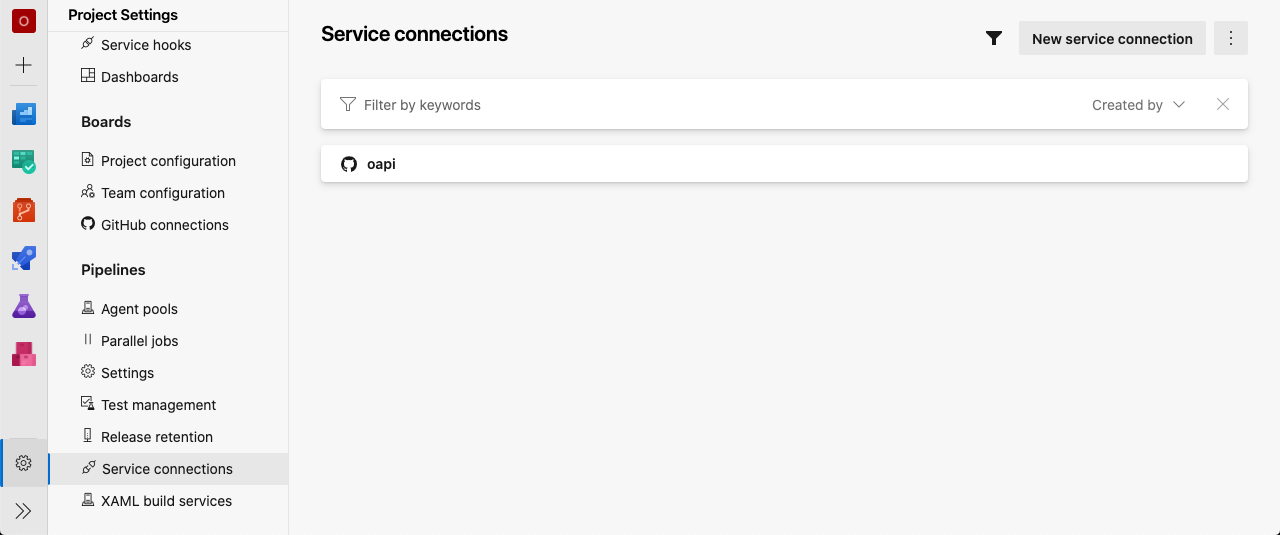 O
Project Settings
Service hooks
Dashboards
Boards
Project configuration
Team configuration
GitHub connections
Pipelines
Agent pools
Parallel jobs
Settings
Test management
Release retention
Service connections
XAML build services
Service connections
New service connection
Filter by keywords
Created by
oapi